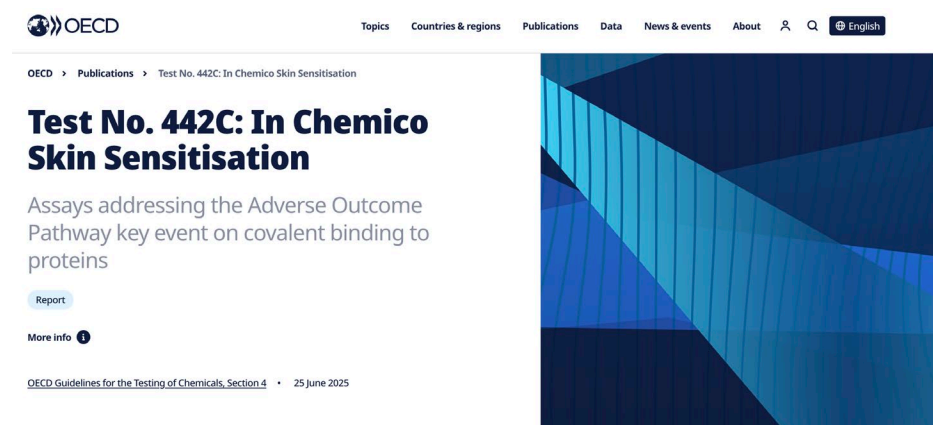 OECD
Topics Countries & regions Publications Data News & events About English
OECD > Publications > Test No. 442C: In Chemico Skin Sensitisation
Test No. 442C: In Chemico
Skin Sensitisation
Assays addressing the Adverse Outcome
Pathway key event on covalent binding to
proteins
Report
More info i
OECD Guidelines for the Testing of Chemicals, Section 4 • 25 June 2025